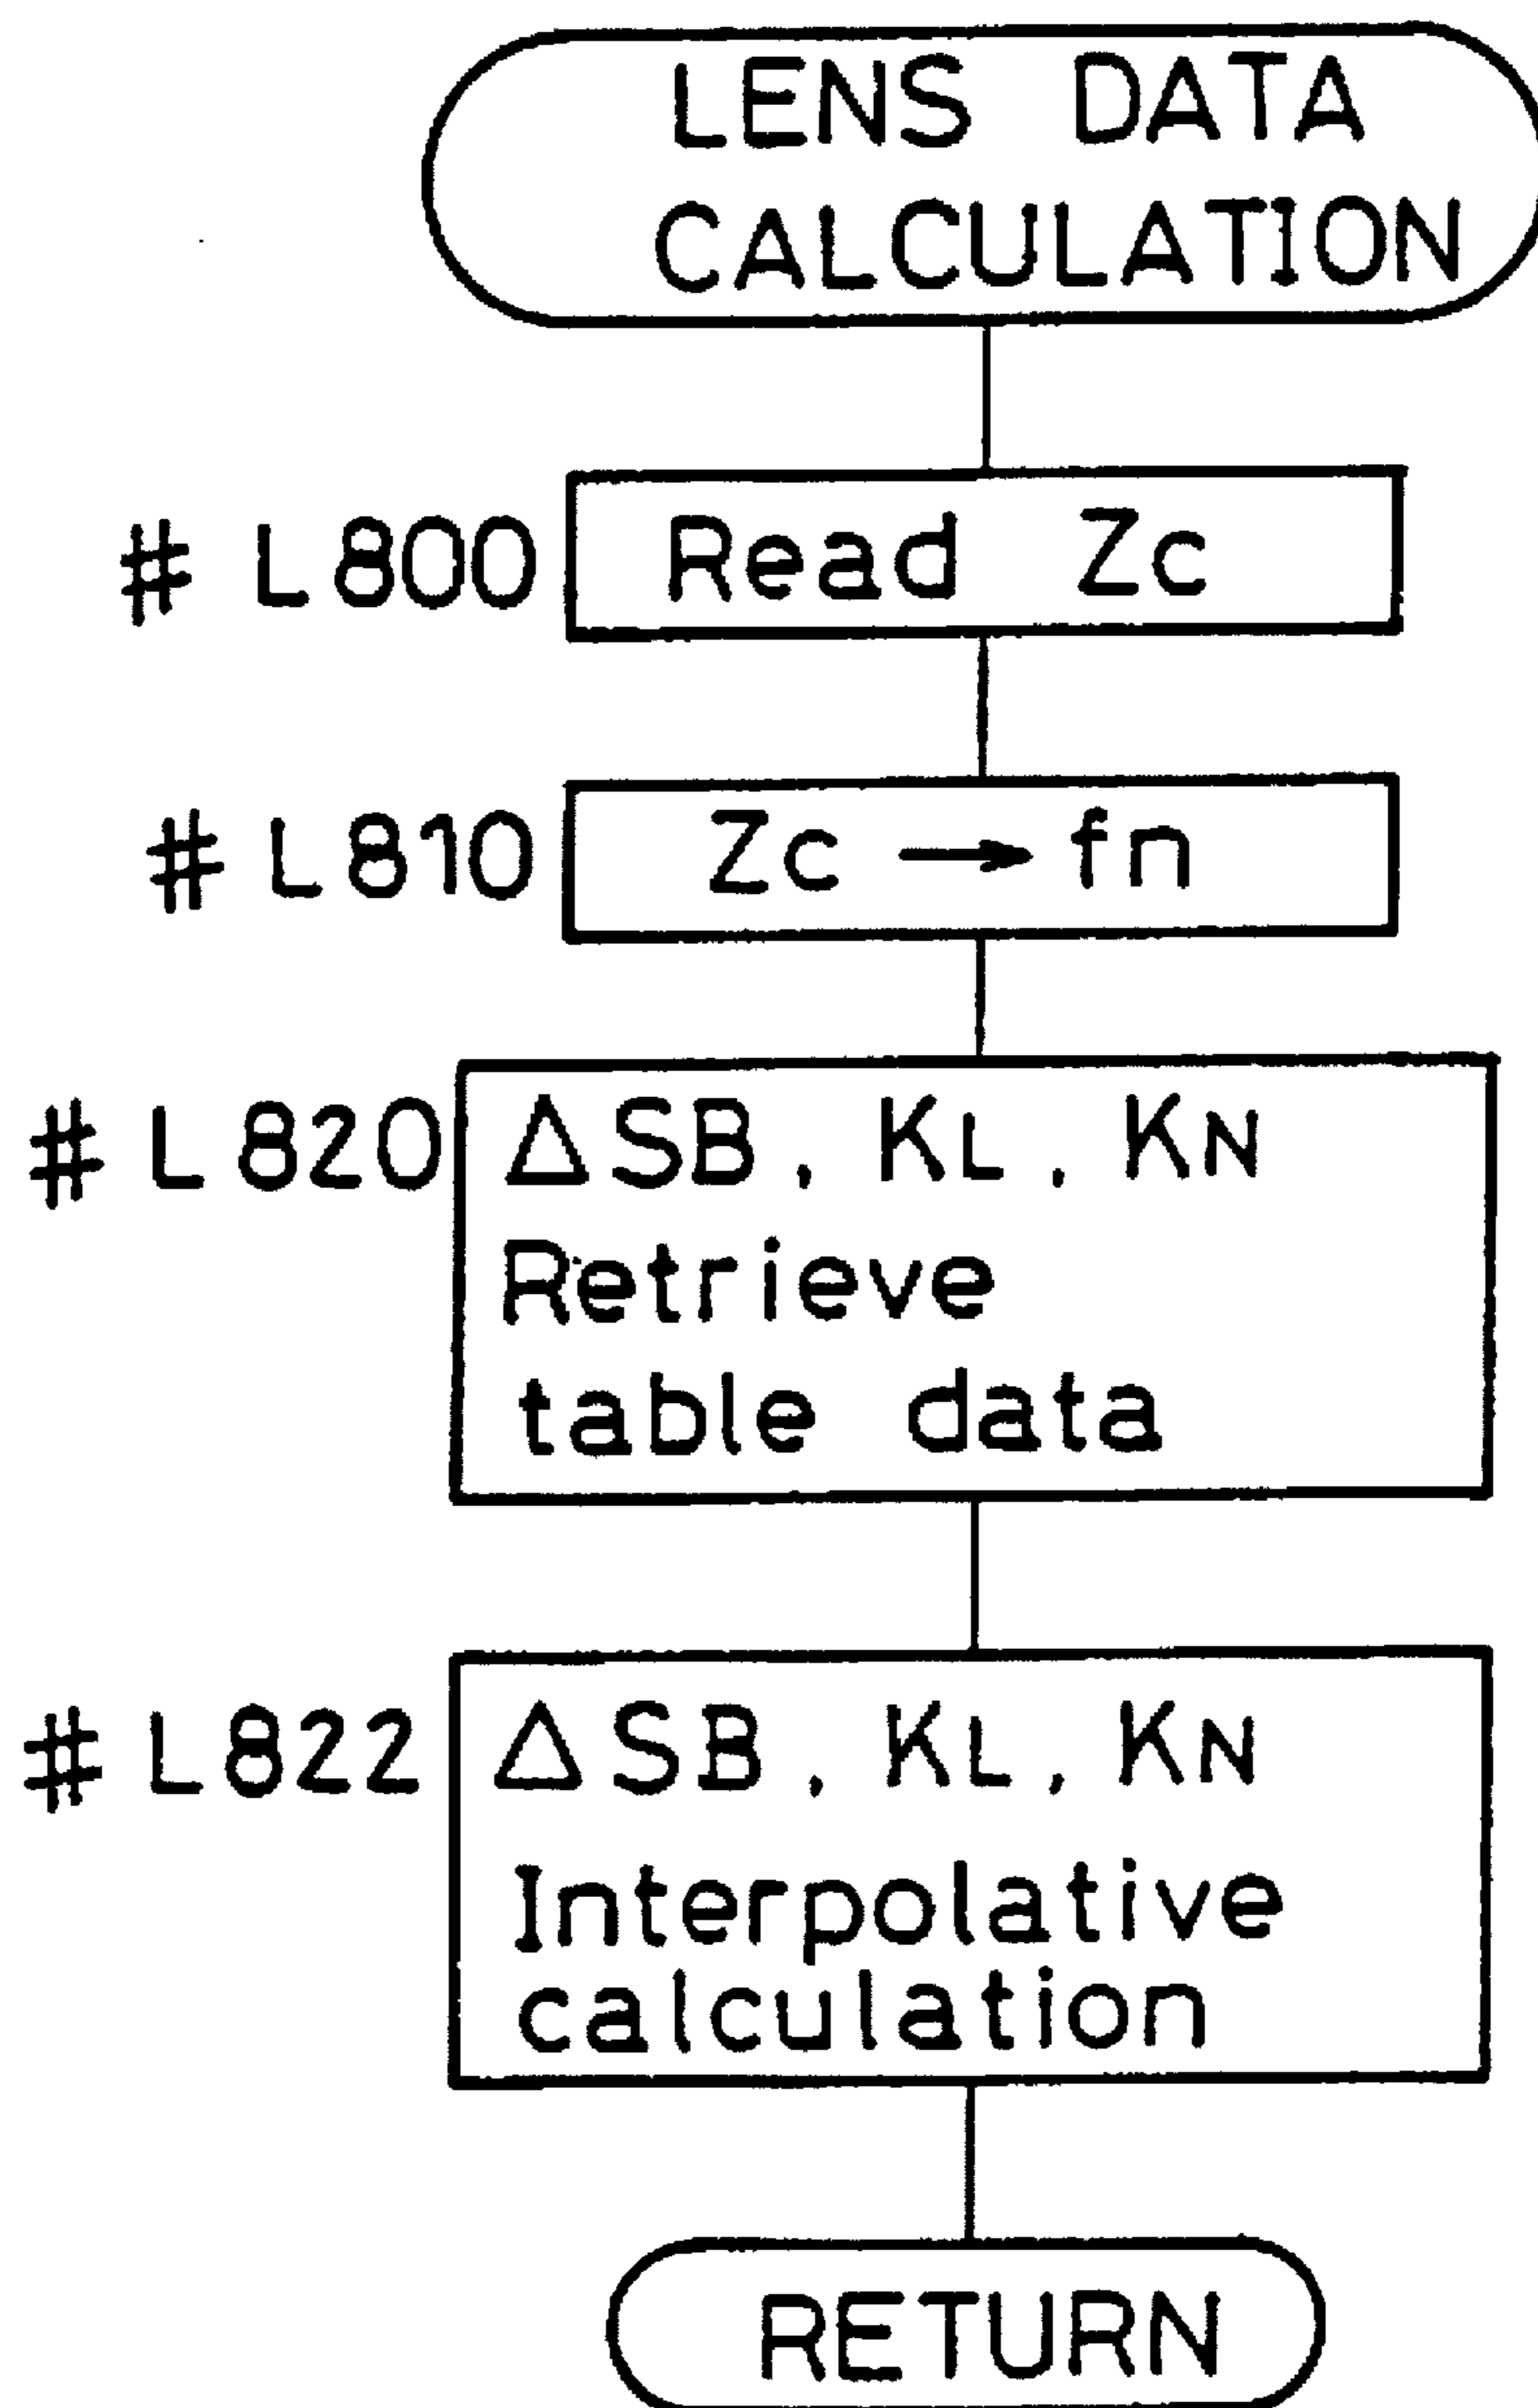 LENS DATA
CALCULATION
# L800 Read Zc
# L810 Zc → fn
# L820 ΔSB, KL, KN
Retrieve
table data
# L822 ΔSB, KL, KN
Interpolative
calculation
RETURN